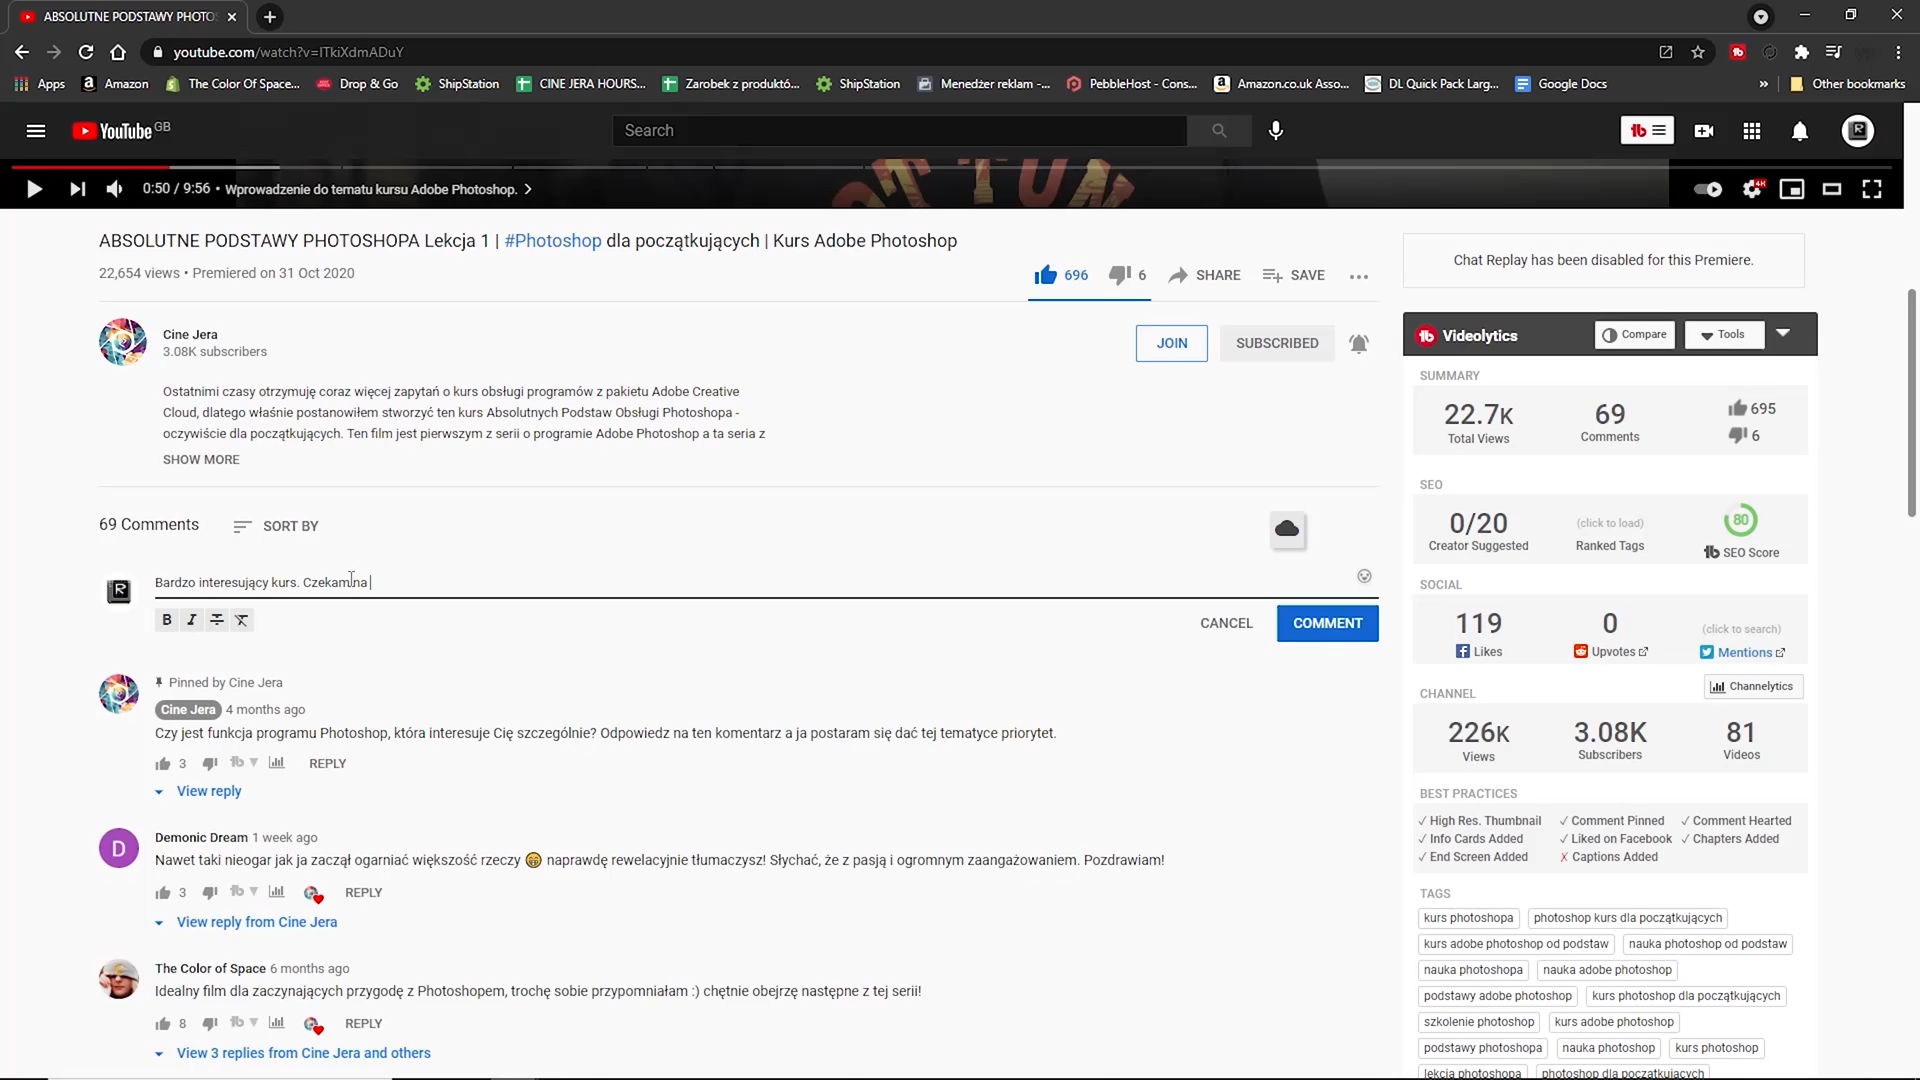 ABSOLUTNE PODSTAWY PHOTOS
youtube.com/watch?v=ITkiXdmADuY
Apps
Amazon
The Color Of Space...
Drop & Go
ShipStation
CINE JERA HOURS...
Zarobek z produktó...
ShipStation
Menedżer reklam -...
PebbleHost - Cons...
Amazon.co.uk Asso...
DL Quick Pack Larg...
Google Docs
»
Other bookmarks
YouTube GB
Search
0:50 / 9:56 • Wprowadzenie do tematu kursu Adobe Photoshop.
4K
ABSOLUTNE PODSTAWY PHOTOSHOPA Lekcja 1 | #Photoshop dla początkujących | Kurs Adobe Photoshop
22,654 views • Premiered on 31 Oct 2020
696
6
SHARE
SAVE
Cine Jera
3.08K subscribers
JOIN
SUBSCRIBED
Ostatnimi czasy otrzymuję coraz więcej zapytań o kurs obsługi programów z pakietu Adobe Creative
Cloud, dlatego właśnie postanowiłem stworzyć ten kurs Absolutnych Podstaw Obsługi Photoshopa -
oczywiście dla początkujących. Ten film jest pierwszym z serii o programie Adobe Photoshop a ta seria z
SHOW MORE
69 Comments
SORT BY
R
Bardzo interesujący kurs. Czekam na
B I
CANCEL
COMMENT
Pinned by Cine Jera
Cine Jera 4 months ago
Czy jest funkcja programu Photoshop, która interesuje Cię szczególnie? Odpowiedz na ten komentarz a ja postaram się dać tej tematyce priorytet.
3
REPLY
View reply
D
Demonic Dream 1 week ago
Nawet taki nieogar jak ja zaczął ogarniać większość rzeczy 😁 naprawdę rewelacyjnie tłumaczysz! Słychać, że z pasją i ogromnym zaangażowaniem. Pozdrawiam!
3
REPLY
View reply from Cine Jera
The Color of Space 6 months ago
Idealny film dla zaczynających przygodę z Photoshopem, trochę sobie przypomniałam :) chętnie obejrzę następne z tej serii!
8
REPLY
View 3 replies from Cine Jera and others
Chat Replay has been disabled for this Premiere.
Videolytics
Compare
Tools
SUMMARY
22.7K
Total Views
69
Comments
695
6
SEO
0/20
Creator Suggested
(click to load)
Ranked Tags
80
SEO Score
SOCIAL
119
Likes
0
Upvotes
(click to search)
Mentions
CHANNEL
Channelytics
226K
Views
3.08K
Subscribers
81
Videos
BEST PRACTICES
✓ High Res. Thumbnail ✓ Comment Pinned ✓ Comment Hearted
✓ Info Cards Added ✓ Liked on Facebook ✓ Chapters Added
✓ End Screen Added ✗ Captions Added
TAGS
kurs photoshopa
photoshop kurs dla początkujących
kurs adobe photoshop od podstaw
nauka photoshop od podstaw
nauka photoshopa
nauka adobe photoshop
podstawy adobe photoshop
kurs photoshop dla początkujących
szkolenie photoshop
kurs adobe photoshop
podstawy photoshopa
nauka photoshop
kurs photoshop
lekcja photoshopa
photoshop dla początkujących